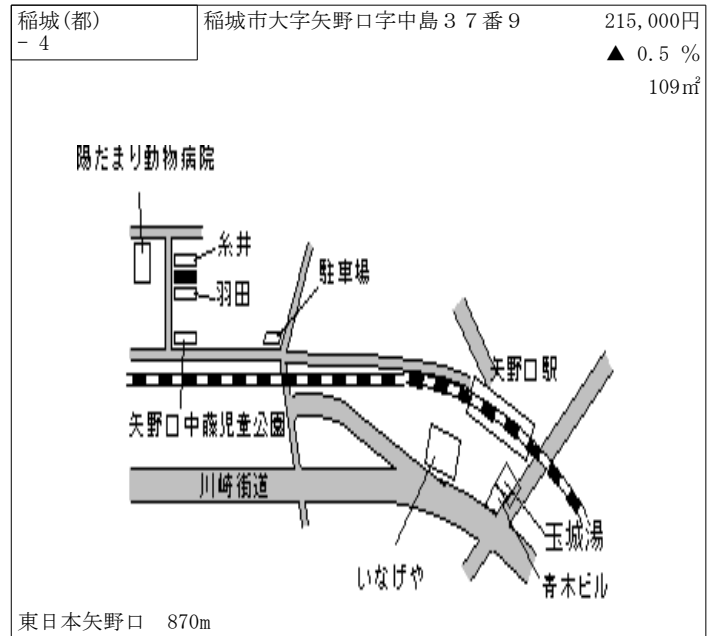 稲城(都)
－４
稲城市大字矢野口字中島３７番９
215,000円
▲ 0.5 %
109㎡
陽だまり動物病院
糸井
羽田
駐車場
矢野口駅
矢野口中藤児童公園
川崎街道
いなげや
玉城湯
青木ビル
東日本矢野口　870m